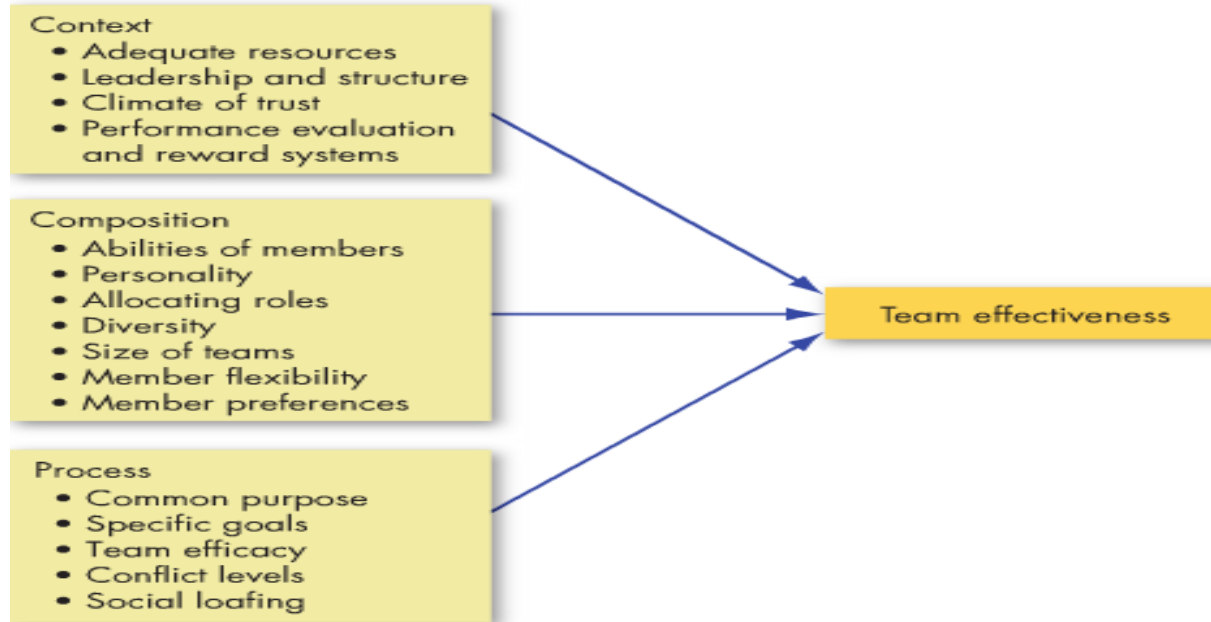 Context
• Adequate resources
• Leadership and structure
• Climate of trust
• Performance evaluation
and reward systems
Composition
• Abilities of members
• Personality
• Allocating roles
• Diversity
• Size of teams
• Member flexibility
• Member preferences
Process
• Common purpose
• Specific goals
• Team efficacy
• Conflict levels
• Social loafing
Team effectiveness